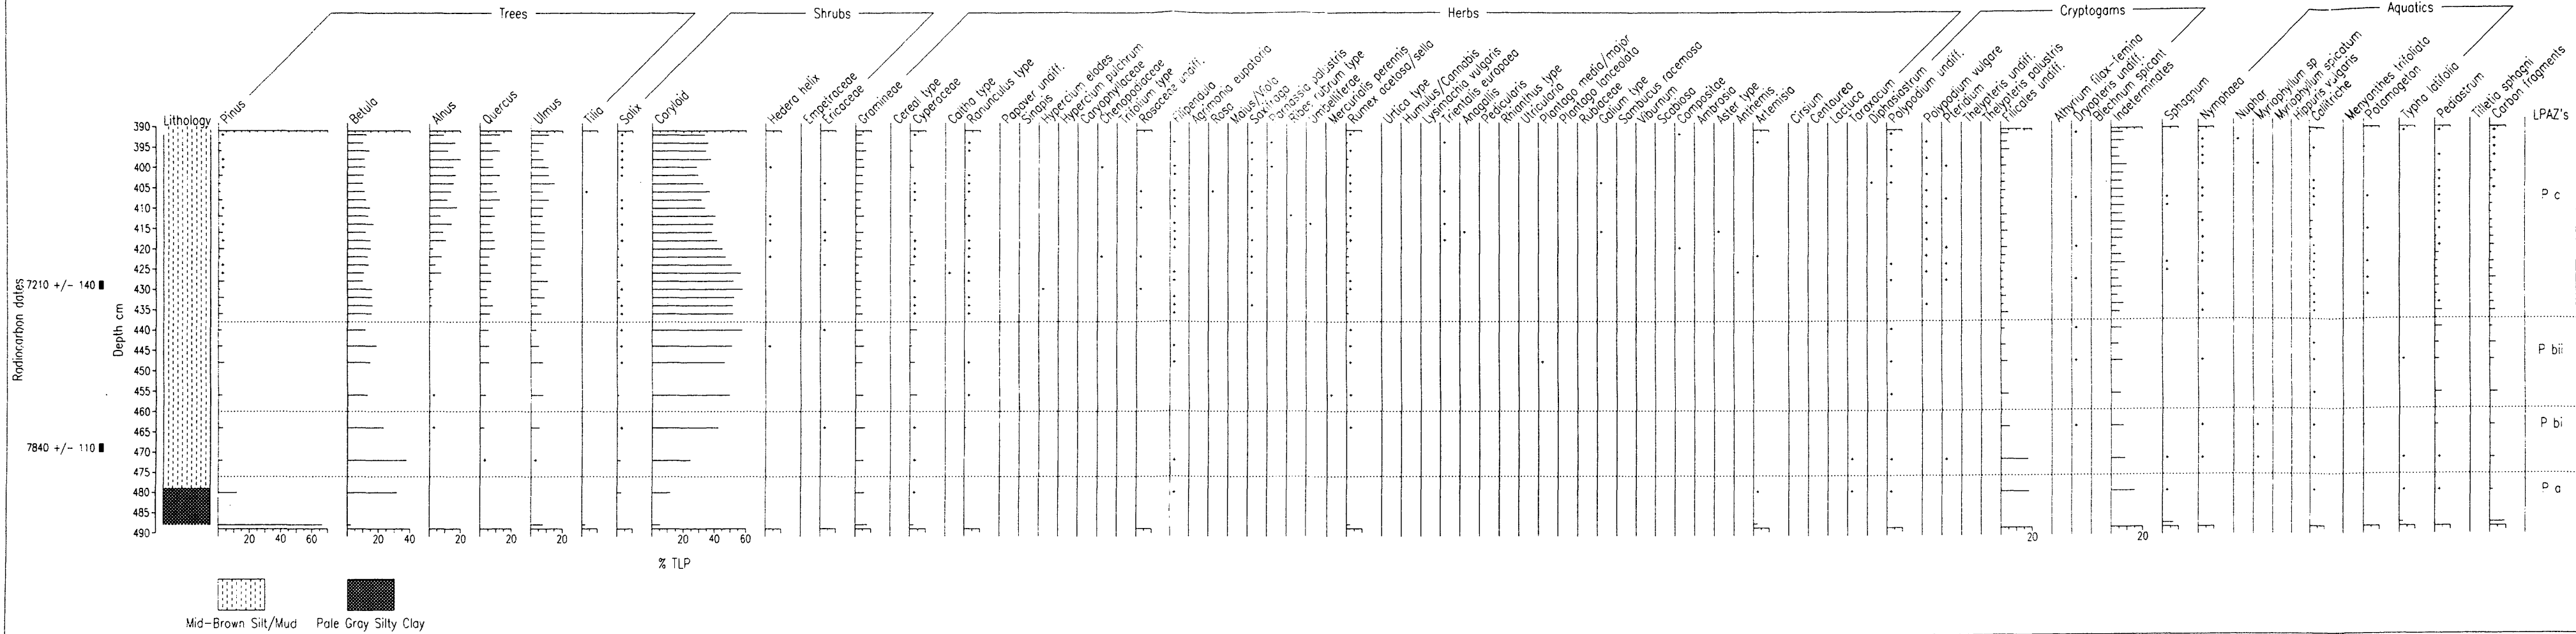 Trees
Shrubs
Herbs
Cryptogams
Aquatics
Lithology
Pinus
Betula
Alnus
Quercus
Ulmus
Tilia
Salix
Coryloid
Hedera helix
Empetraceae
Ericaceae
Gramineae
Cereal type
Cyperaceae
Caltha type
Ranunculus type
Papaver undiff.
Sinapis
Hypercium elodes
Hypercium pulchrum
Caryophyllaceae
Chenopodiaceae
Trifolium type
Rosaceae undiff.
Filipendula
Agrimonia eupatoria
Rosa
Malus/Viola
Saxifraga
Parnassia palustris
Ribes rubrum type
Umbelliferae
Mercurialis perennis
Rumex acetosa/sella
Urtica type
Humulus/Cannabis
Lysimachia vulgaris
Trientalis europaea
Anagallis
Pedicularis
Rhinanthus type
Utricularia
Plantago media/major
Plantago lanceolata
Rubiaceae
Galium type
Sambucus racemosa
Viburnum
Scabiosa
Compositae
Ambrosia
Aster type
Anthemis
Artemisia
Cirsium
Centaurea
Lactuca
Taraxacum
Diphasiastrum
Polypodium undiff.
Polypodium vulgare
Pteridium
Thelypteris undiff.
Thelypteris palustris
Filicales undiff.
Athyrium filax-femina
Dryopteris undiff.
Blechnum spicant
Indeterminates
Sphagnum
Nymphaea
Nuphar
Myriophyllum sp
Myriophyllum spicatum
Hippuris vulgaris
Callitriche
Menyanthes trifoliata
Potamogeton
Typha latifolia
Pediastrum
Tilletia sphagni
Carbon fragments
LPAZ's
390
395
400
405
410
415
420
425
430
435
440
445
450
455
460
465
470
475
480
485
490
Depth cm
Radiocarbon dates
7210 +/- 140
7840 +/- 110
P c
P bii
P bi
P a
20 40 60
20 40
20
20
20
20 40 60
20
20
% TLP
Mid-Brown Silt/Mud
Pale Gray Silty Clay